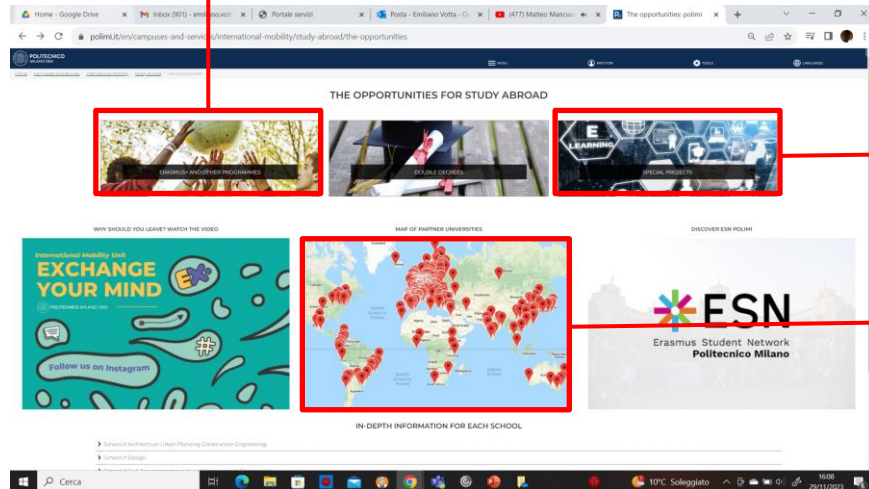 Home - Google Drive
Inbox (901) - emiliano.vott
Portale servizi
Posta - Emiliano Volta - O
(477) Matteo Mancus
The opportunities: polimi
polimi.it/en/campuses-and-services/international-mobility/study-abroad/the-opportunities
POLITECNICO
MILANO 1863
MENU
TOOLS
LANGUAGES
THE OPPORTUNITIES FOR STUDY ABROAD
ERASMUS+ AND OTHER PROGRAMMES
DOUBLE DEGREES
E
LEARNING
SPECIAL PROJECTS
WHY SHOULD YOU LEAVE? WATCH THE VIDEO
MAP OF PARTNER UNIVERSITIES
DISCOVER ESN POLIMI
International Mobility Unit
EXCHANGE
YOUR MIND
POLITECNICO MILANO 1863
Follow us on Instagram
ESN
Erasmus Student Network
Politecnico Milano
IN-DEPTH INFORMATION FOR EACH SCHOOL
School of Architecture Urban Planning Construction Engineering
School of Design
Cerca
10°C Soleggiato
16:08
29/11/2023